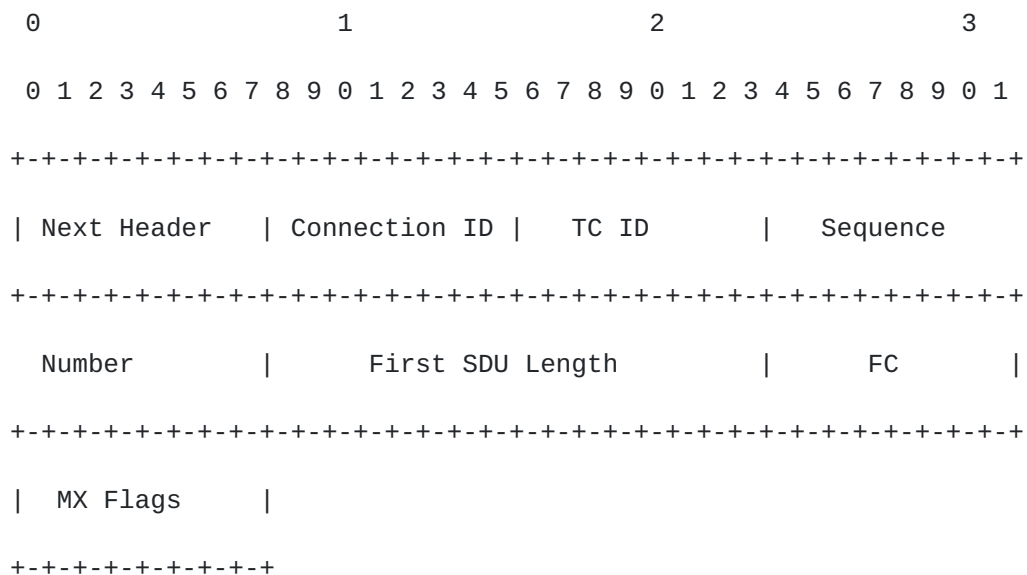 0                   1                   2                   3
 0 1 2 3 4 5 6 7 8 9 0 1 2 3 4 5 6 7 8 9 0 1 2 3 4 5 6 7 8 9 0 1
+-+-+-+-+-+-+-+-+-+-+-+-+-+-+-+-+-+-+-+-+-+-+-+-+-+-+-+-+-+-+-+-+
| Next Header   | Connection ID |   TC ID       |   Sequence
+-+-+-+-+-+-+-+-+-+-+-+-+-+-+-+-+-+-+-+-+-+-+-+-+-+-+-+-+-+-+-+-+
  Number        |      First SDU Length         |      FC       |
+-+-+-+-+-+-+-+-+-+-+-+-+-+-+-+-+-+-+-+-+-+-+-+-+-+-+-+-+-+-+-+-+
|  MX Flags     |
+-+-+-+-+-+-+-+-+